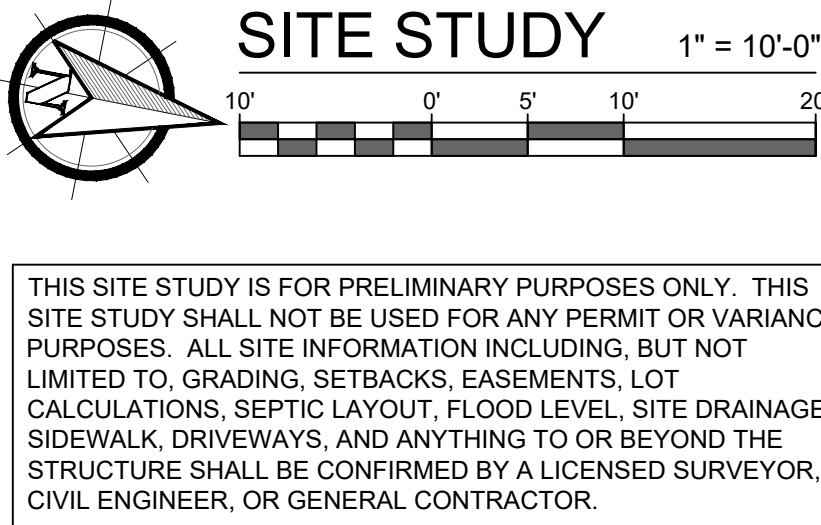 SITE STUDY 1" = 10'-0"
10' 0' 5' 10' 20
N
THIS SITE STUDY IS FOR PRELIMINARY PURPOSES ONLY. THIS
SITE STUDY SHALL NOT BE USED FOR ANY PERMIT OR VARIANC
PURPOSES. ALL SITE INFORMATION INCLUDING, BUT NOT
LIMITED TO, GRADING, SETBACKS, EASEMENTS, LOT
CALCULATIONS, SEPTIC LAYOUT, FLOOD LEVEL, SITE DRAINAGE
SIDEWALK, DRIVEWAYS, AND ANYTHING TO OR BEYOND THE
STRUCTURE SHALL BE CONFIRMED BY A LICENSED SURVEYOR,
CIVIL ENGINEER, OR GENERAL CONTRACTOR.